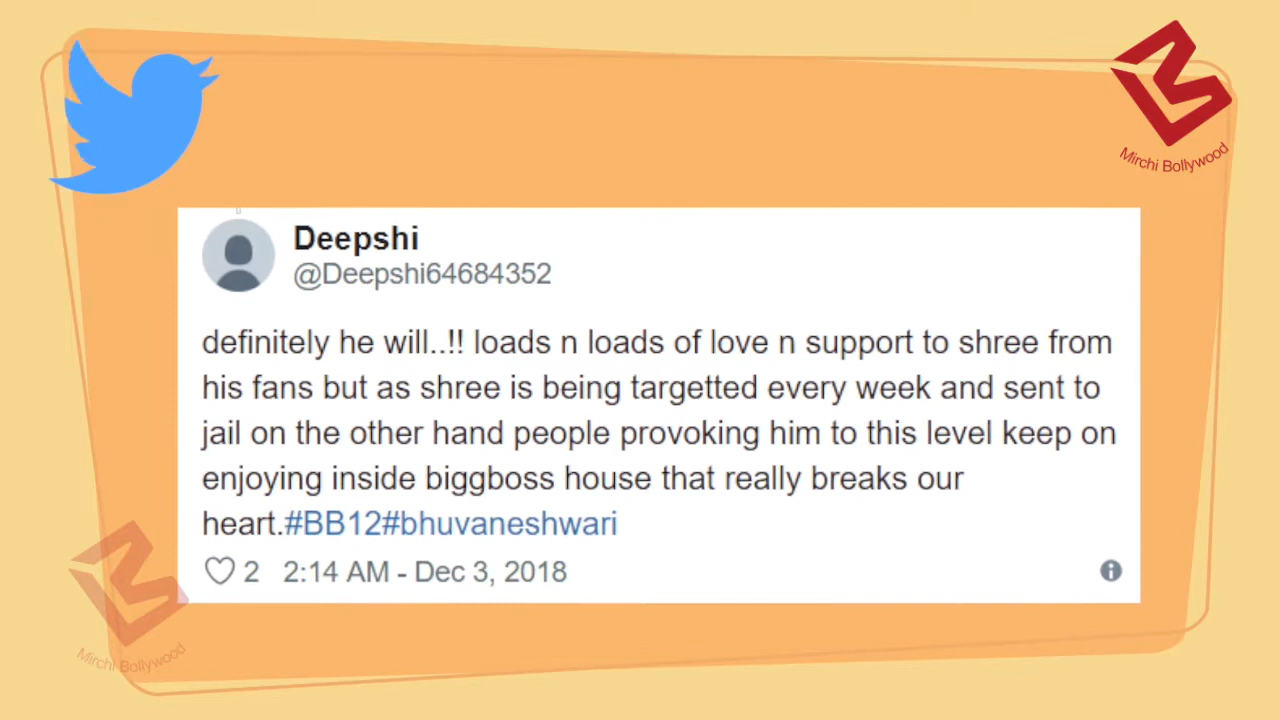 Mirchi Bollywood
Deepshi
@Deepshi64684352
definitely he will..!! loads n loads of love n support to shree from
his fans but as shree is being targetted every week and sent to
jail on the other hand people provoking him to this level keep on
enjoying inside biggboss house that really breaks our
heart.#BB12#bhuvaneshwari
2 2:14 AM - Dec 3, 2018
Mirchi Bollywood